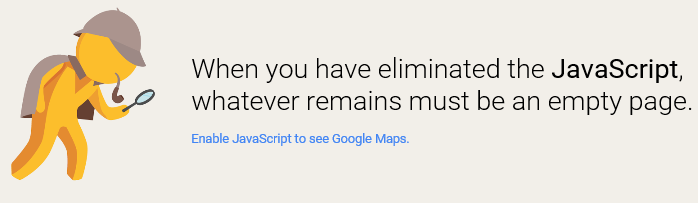 When you have eliminated the JavaScript,
whatever remains must be an empty page.
Enable JavaScript to see Google Maps.